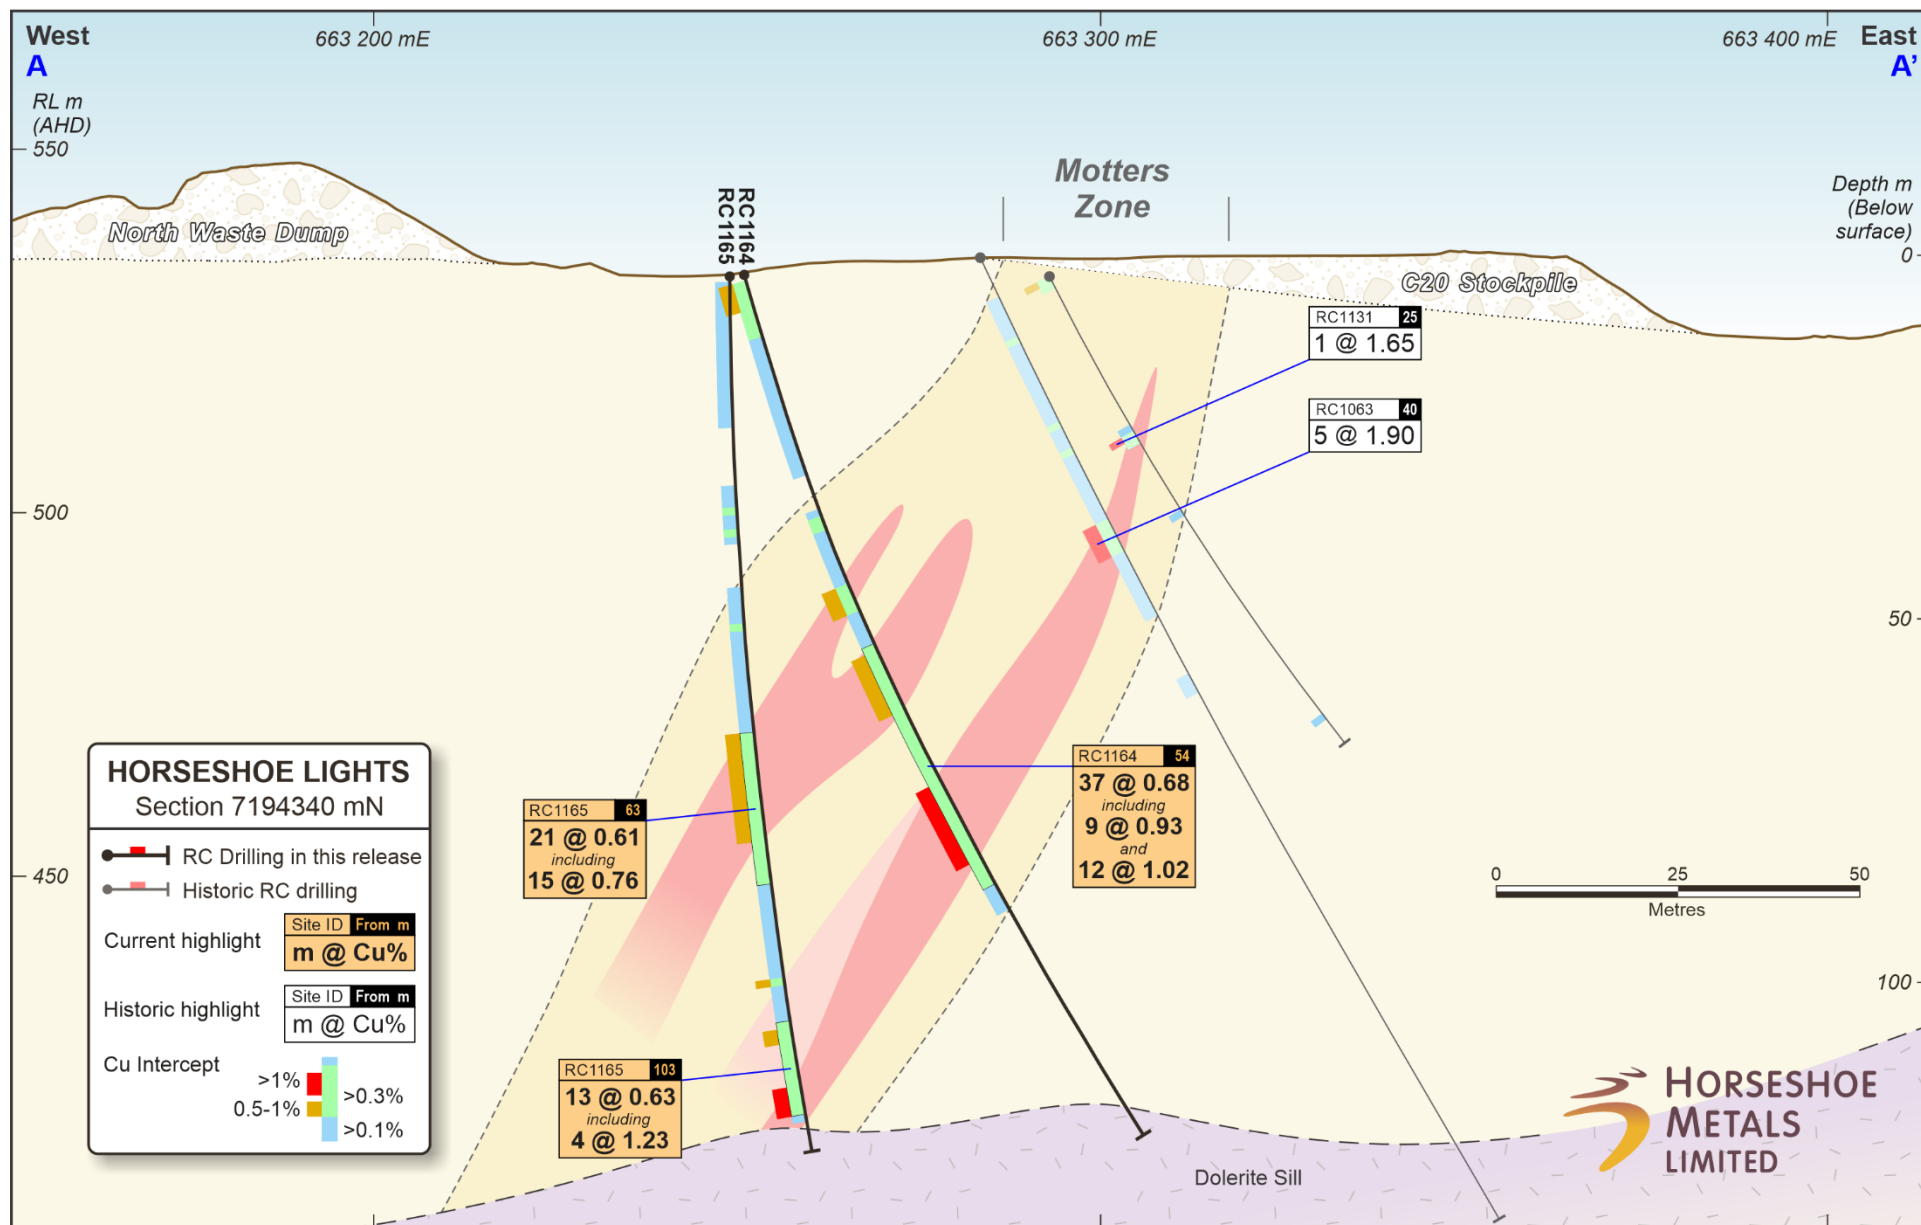 West
A
663 200 mE
663 300 mE
663 400 mE
East
A'
RL m
(AHD)
550
500
450
Depth m
(Below
surface)
0
50
100
North Waste Dump
RC1165
RC1164
Motters
Zone
C20 Stockpile
RC1131 25
1 @ 1.65
RC1063 40
5 @ 1.90
RC1164 54
37 @ 0.68
including
9 @ 0.93
and
12 @ 1.02
RC1165 63
21 @ 0.61
including
15 @ 0.76
RC1165 103
13 @ 0.63
including
4 @ 1.23
HORSESHOE LIGHTS
Section 7194340 mN
RC Drilling in this release
Historic RC drilling
Current highlight
Site ID From m
m @ Cu%
Historic highlight
Site ID From m
m @ Cu%
Cu Intercept
>1%
0.5-1%
>0.3%
>0.1%
0 25 50
Metres
Dolerite Sill
HORSESHOE
METALS
LIMITED